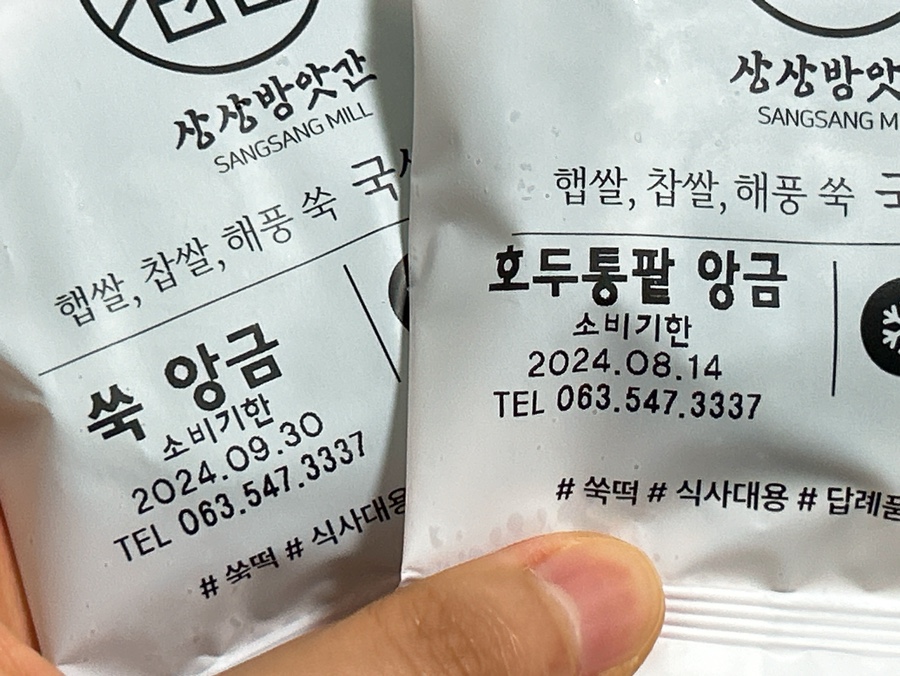 상상방앗간
SANGSANG MILL
햅쌀, 찹쌀, 해풍 쑥
쑥 앙금
소비기한
2024.09.30
TEL 063.547.3337
# 쑥떡 # 식사대용
상상방앗
SANGSANG
햅쌀, 찹쌀, 해풍 쑥
호두통팥 앙금
소비기한
2024.08.14
TEL 063.547.3337
# 쑥떡 # 식사대용 # 답례품